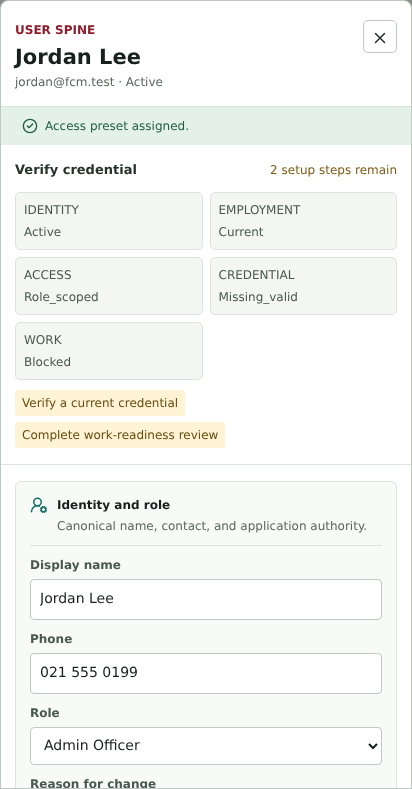 USER SPINE
Jordan Lee
jordan@fcm.test · Active
Access preset assigned.
Verify credential
2 setup steps remain
IDENTITY
Active
EMPLOYMENT
Current
ACCESS
Role_scoped
CREDENTIAL
Missing_valid
WORK
Blocked
Verify a current credential
Complete work-readiness review
Identity and role
Canonical name, contact, and application authority.
Display name
Jordan Lee
Phone
021 555 0199
Role
Admin Officer
Reason for change